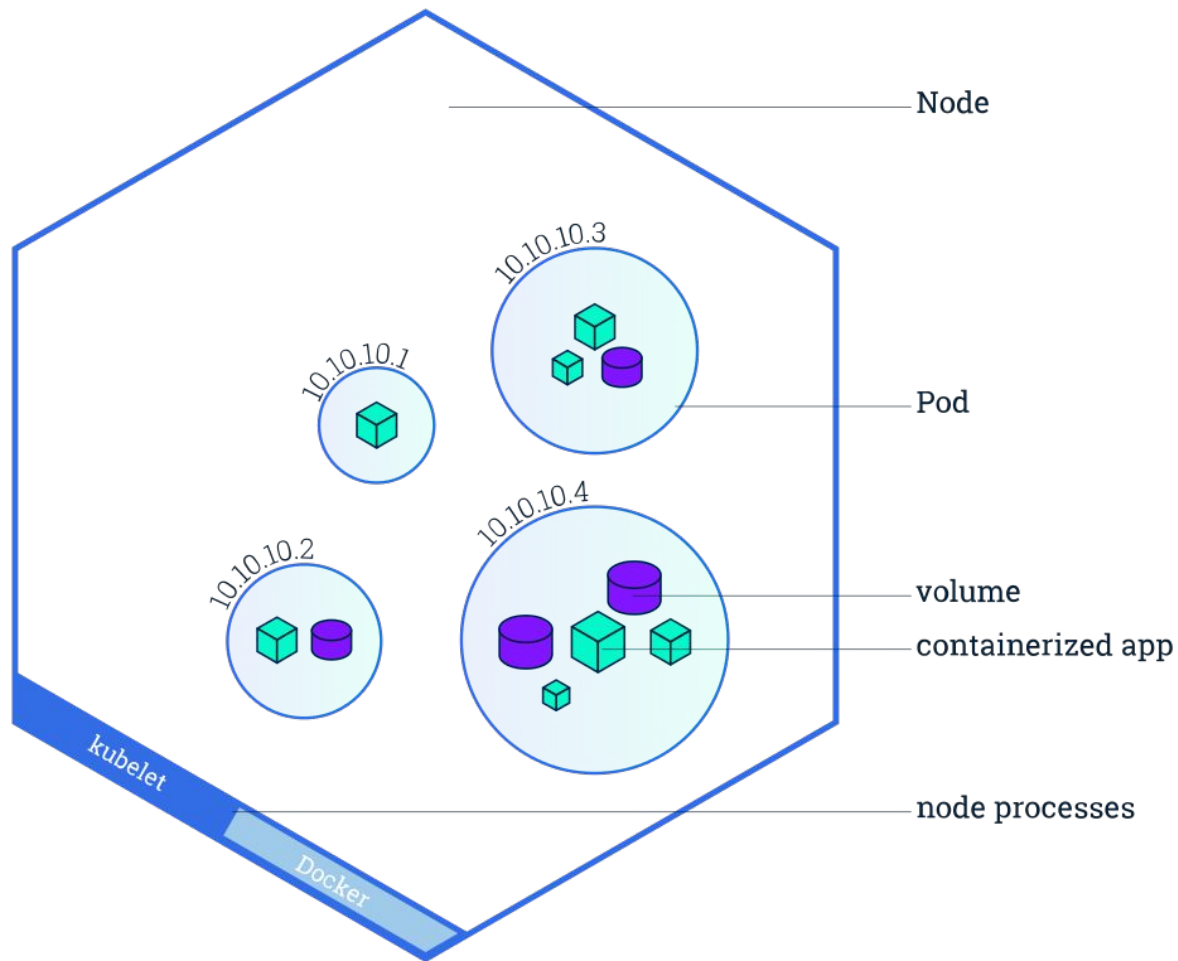 Node
10.10.10.3
10.10.10.1
Pod
10.10.10.4
10.10.10.2
volume
containerized app
kubelet
node processes
Docker